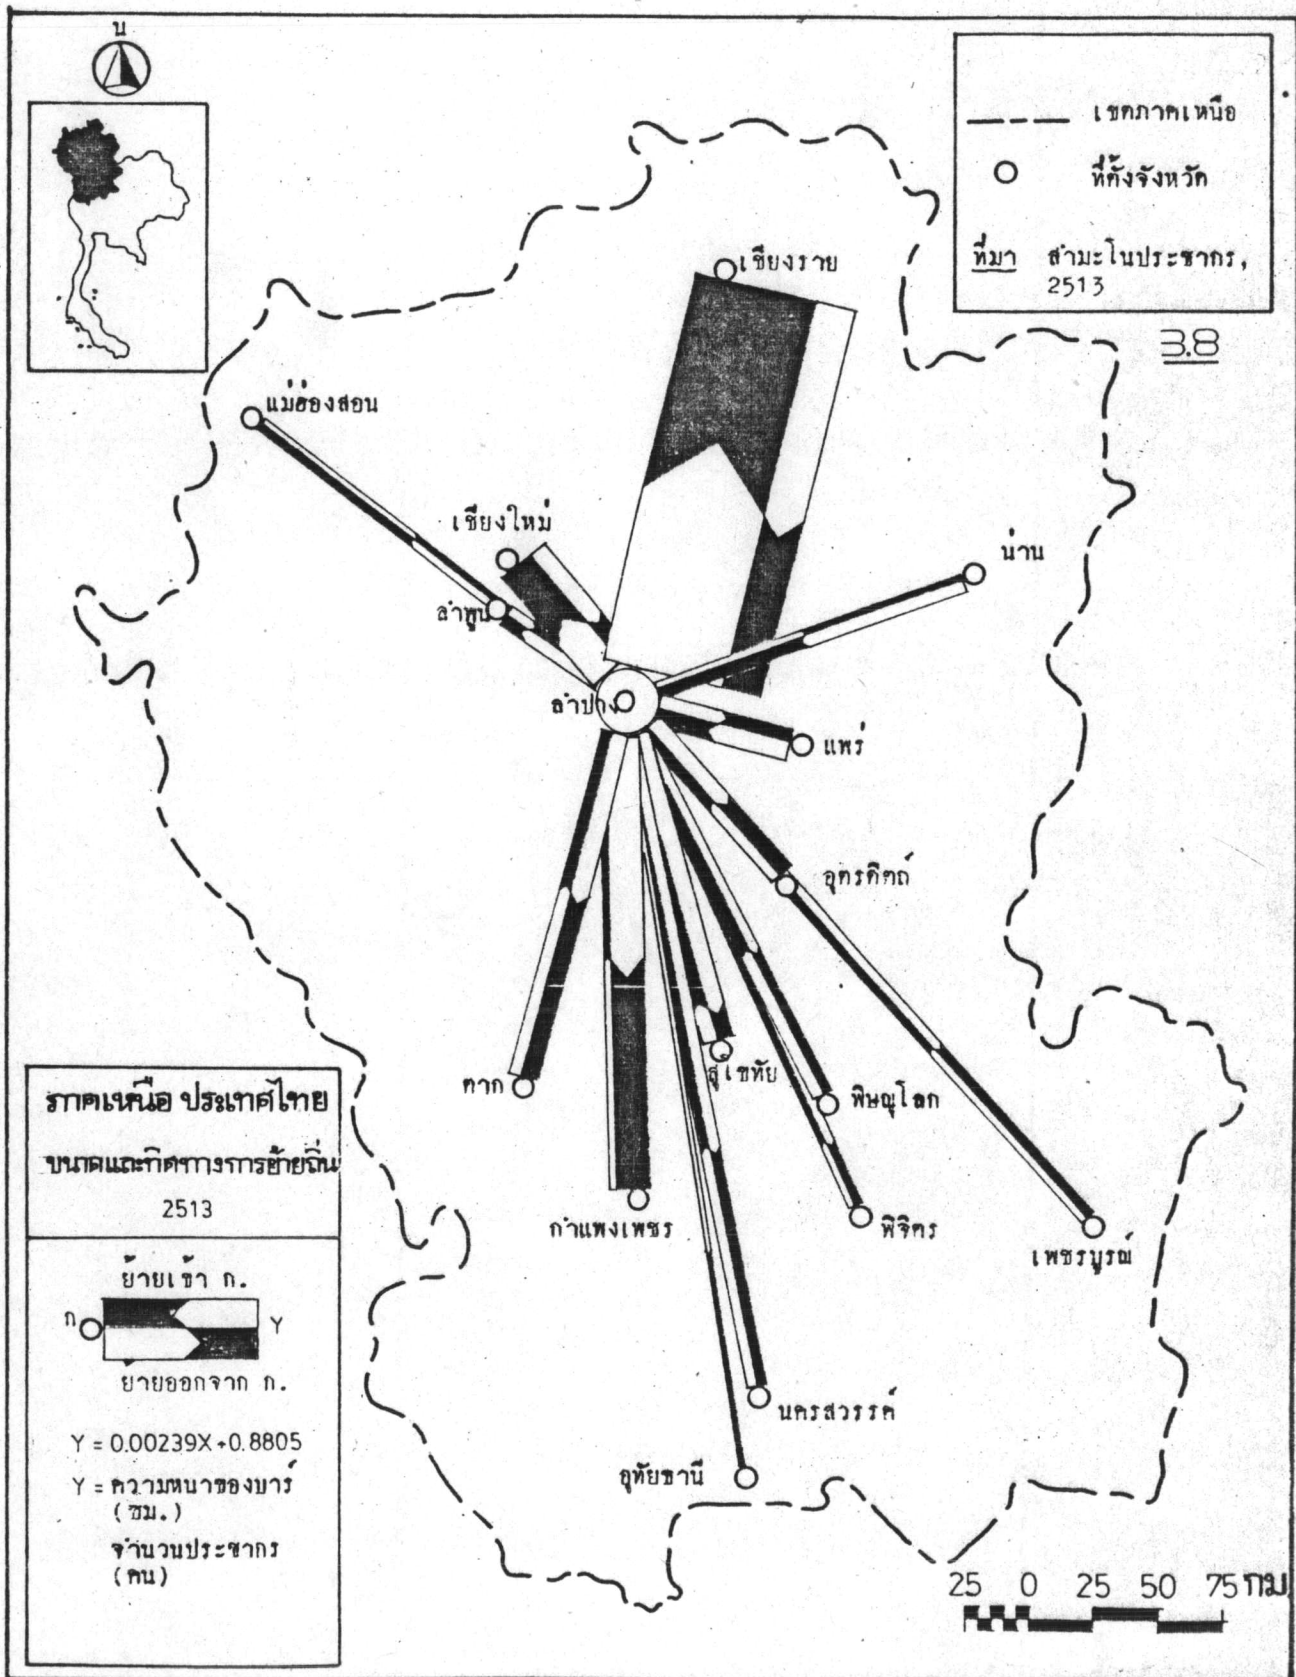 น
เขตภาคเหนือ
ที่ตั้งจังหวัด
ที่มา สำมะโนประชากร,
2513
3.8
เชียงราย
แม่ฮ่องสอน
เชียงใหม่
น่าน
ลำพูน
ลำปาง
แพร่
อุตรดิตถ์
ตาก
สุโขทัย
พิษณุโลก
กำแพงเพชร
พิจิตร
เพชรบูรณ์
นครสวรรค์
อุทัยธานี
ภาคเหนือ ประเทศไทย
ขนาดและทิศทางการย้ายถิ่น
2513
ย้ายเข้า ก.
ก Y
ย้ายออกจาก ก.
Y = 0.00239X+0.8805
Y = ความหนาของบาร์
(ซม.)
จำนวนประชากร
(คน)
25 0 25 50 75 กม